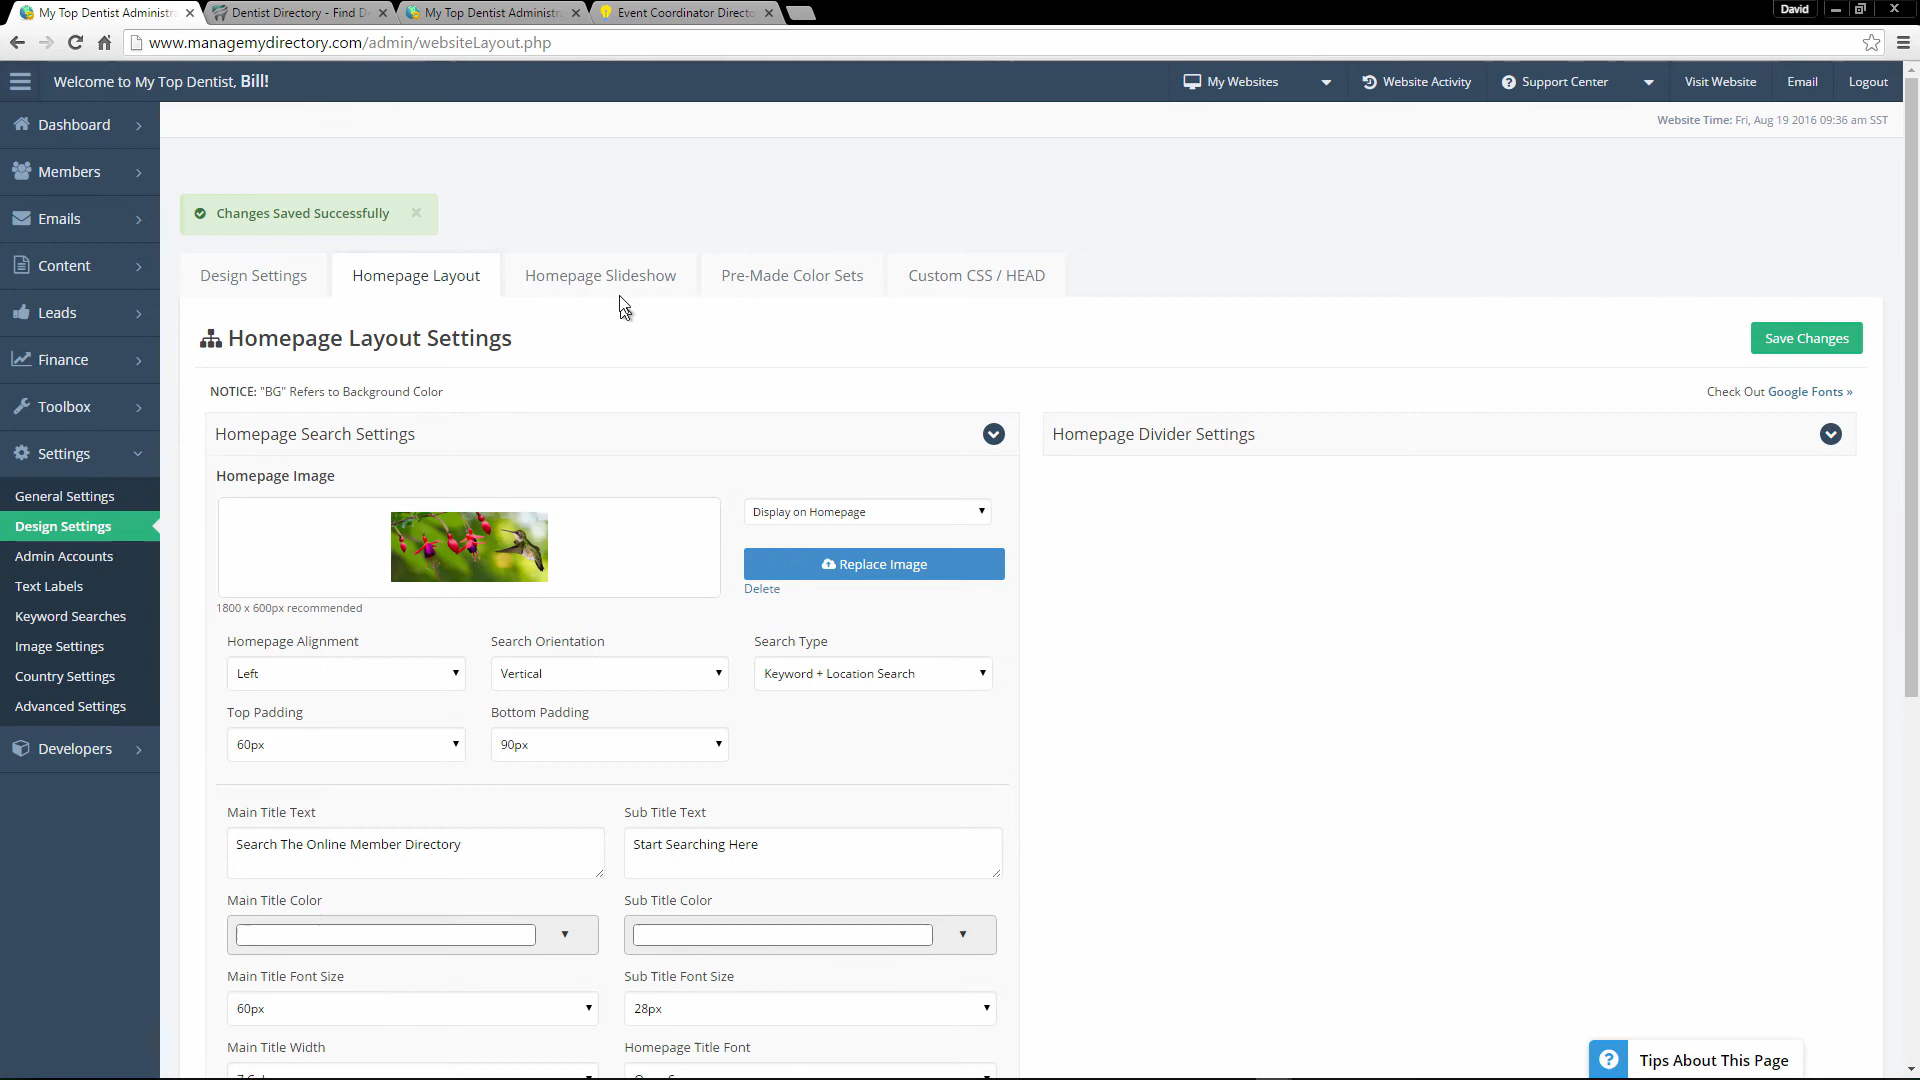 My Top Dentist Administr
Dentist Directory - Find D
My Top Dentist Administr
Event Coordinator Direct
David
www.managemydirectory.com/admin/websiteLayout.php
Welcome to My Top Dentist, Bill!
My Websites
Website Activity
Support Center
Visit Website
Email
Logout
Website Time: Fri, Aug 19 2016 09:36 am SST
Dashboard
Members
Emails
Content
Leads
Finance
Toolbox
Settings
General Settings
Design Settings
Admin Accounts
Text Labels
Keyword Searches
Image Settings
Country Settings
Advanced Settings
Developers
Changes Saved Successfully
Design Settings
Homepage Layout
Homepage Slideshow
Pre-Made Color Sets
Custom CSS / HEAD
Homepage Layout Settings
Save Changes
NOTICE: "BG" Refers to Background Color
Check Out Google Fonts »
Homepage Search Settings
Homepage Divider Settings
Homepage Image
Display on Homepage
Replace Image
Delete
1800 x 600px recommended
Homepage Alignment
Search Orientation
Search Type
Left
Vertical
Keyword + Location Search
Top Padding
Bottom Padding
60px
90px
Main Title Text
Sub Title Text
Search The Online Member Directory
Start Searching Here
Main Title Color
Sub Title Color
Main Title Font Size
Sub Title Font Size
60px
28px
Main Title Width
Homepage Title Font
Tips About This Page